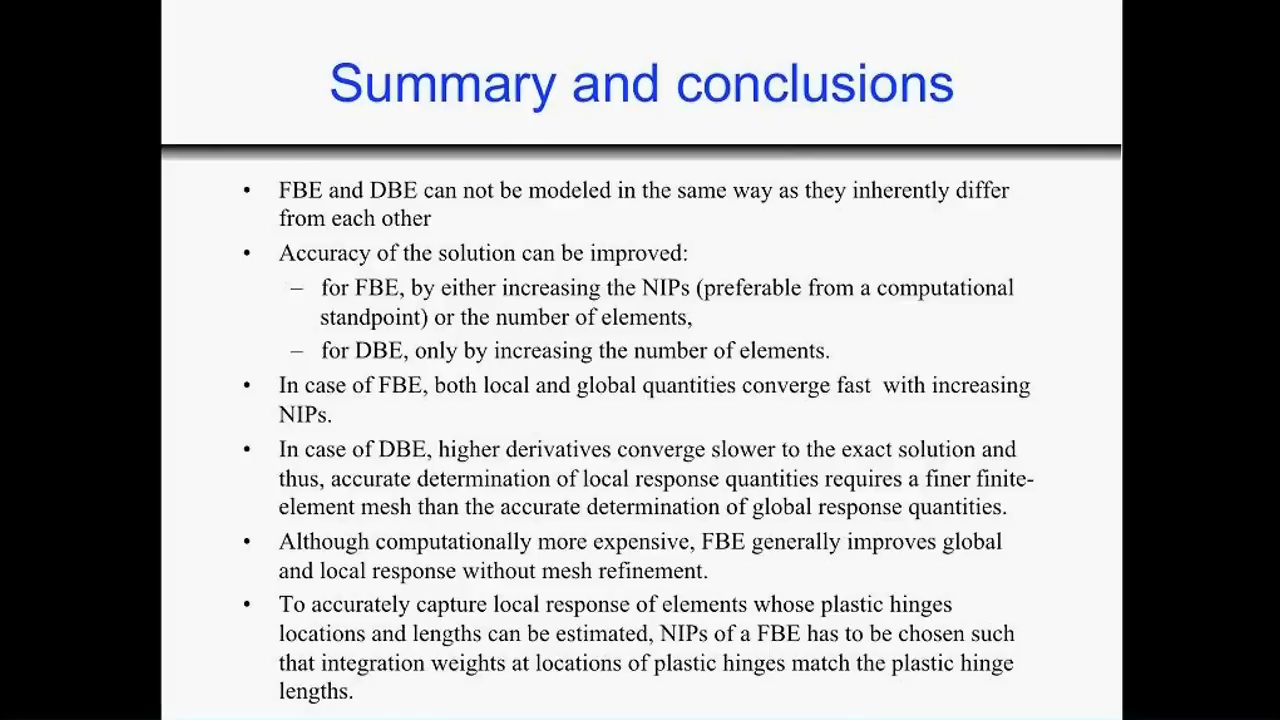 Summary and conclusions
• FBE and DBE can not be modeled in the same way as they inherently differ
from each other
• Accuracy of the solution can be improved:
– for FBE, by either increasing the NIPs (preferable from a computational
standpoint) or the number of elements,
– for DBE, only by increasing the number of elements.
• In case of FBE, both local and global quantities converge fast  with increasing
NIPs.
• In case of DBE, higher derivatives converge slower to the exact solution and
thus, accurate determination of local response quantities requires a finer finite-
element mesh than the accurate determination of global response quantities.
• Although computationally more expensive, FBE generally improves global
and local response without mesh refinement.
• To accurately capture local response of elements whose plastic hinges
locations and lengths can be estimated, NIPs of a FBE has to be chosen such
that integration weights at locations of plastic hinges match the plastic hinge
lengths.